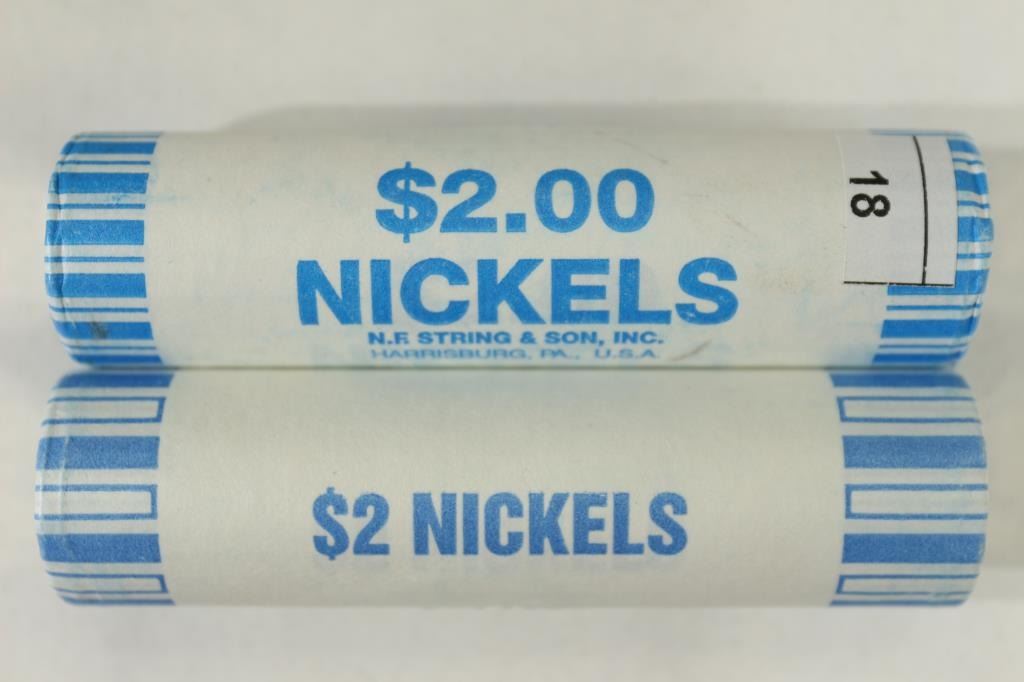 $2.00
NICKELS
N.F. STRING & SON, INC.
HARRISBURG, PA., U.S.A.
18
$2 NICKELS